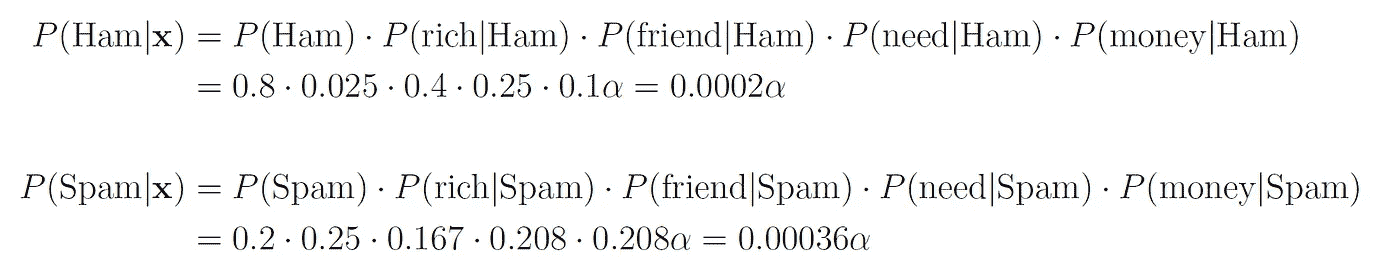 P(Ham|x) = P(Ham) · P(rich|Ham) · P(friend|Ham) · P(need|Ham) · P(money|Ham)
= 0.8 · 0.025 · 0.4 · 0.25 · 0.1α = 0.0002α
P(Spam|x) = P(Spam) · P(rich|Spam) · P(friend|Spam) · P(need|Spam) · P(money|Spam)
= 0.2 · 0.25 · 0.167 · 0.208 · 0.208α = 0.00036α